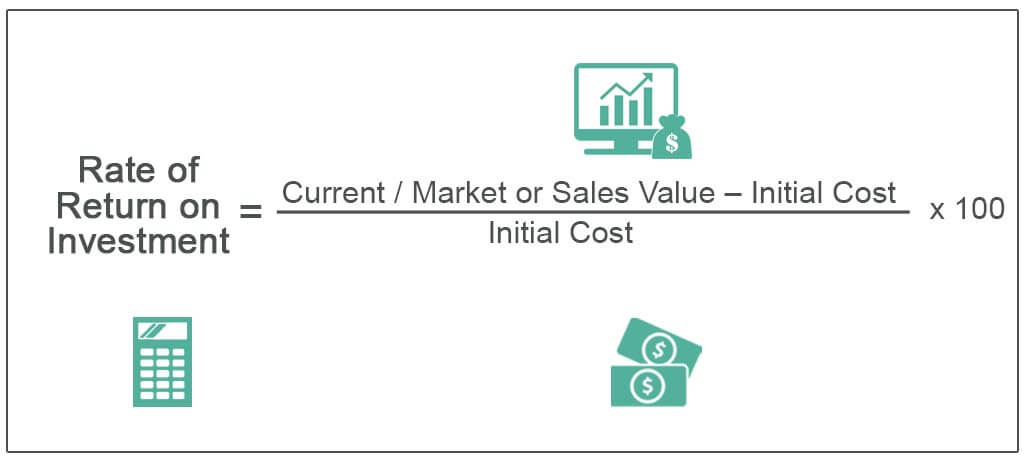 Rate of
Return on
Investment
=
Current / Market or Sales Value – Initial Cost
Initial Cost
x 100
$
$
$